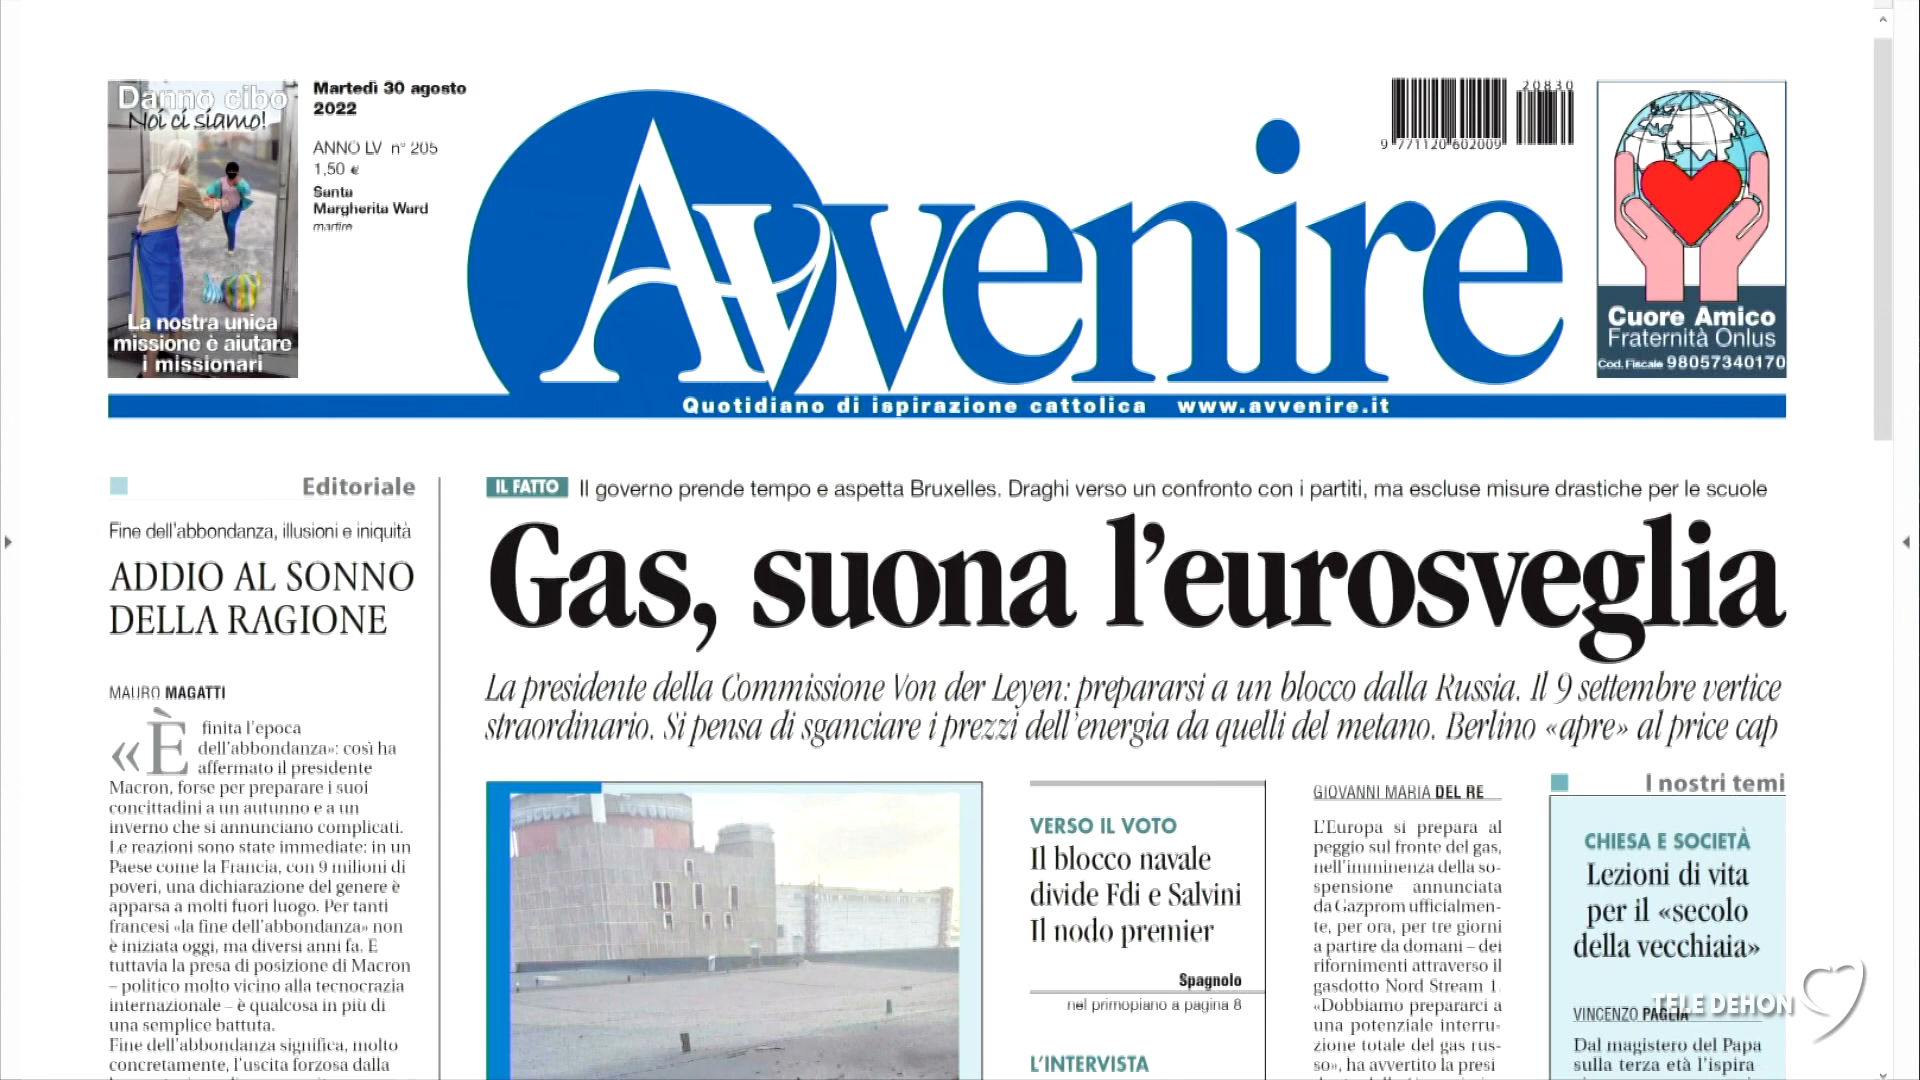 Danno cibo
Noi ci siamo!
La nostra unica
missione è aiutare
i missionari
Martedì 30 agosto
2022
ANNO LV n° 205
1,50 €
Santa
Margherita Ward
martire
Avvenire
Quotidiano di ispirazione cattolica www.avvenire.it
20830
9 771120 602009
Cuore Amico
Fraternità Onlus
Cod. Fiscale 98057340170
Editoriale
Fine dell'abbondanza, illusioni e iniquità
ADDIO AL SONNO
DELLA RAGIONE
MAURO MAGATTI
«È finita l'epoca
dell'abbondanza»: così ha
affermato il presidente
Macron, forse per preparare i suoi
concittadini a un autunno e a un
inverno che si annunciano complicati.
Le reazioni sono state immediate: in un
Paese come la Francia, con 9 milioni di
poveri, una dichiarazione del genere è
apparsa a molti fuori luogo. Per tanti
francesi «la fine dell'abbondanza» non
è iniziata oggi, ma diversi anni fa. E
tuttavia la presa di posizione di Macron
– politico molto vicino alla tecnocrazia
internazionale – è qualcosa in più di
una semplice battuta.
Fine dell'abbondanza significa, molto
concretamente, l'uscita forzosa dalla
IL FATTO Il governo prende tempo e aspetta Bruxelles. Draghi verso un confronto con i partiti, ma escluse misure drastiche per le scuole
Gas, suona l'eurosveglia
La presidente della Commissione Von der Leyen: prepararsi a un blocco dalla Russia. Il 9 settembre vertice
straordinario. Si pensa di sganciare i prezzi dell'energia da quelli del metano. Berlino «apre» al price cap
VERSO IL VOTO
Il blocco navale
divide Fdi e Salvini
Il nodo premier
Spagnolo
nel primopiano a pagina 8
L'INTERVISTA
GIOVANNI MARIA DEL RE
L'Europa si prepara al
peggio sul fronte del gas,
nell'imminenza della so-
spensione annunciata
da Gazprom ufficialmen-
te, per ora, per tre giorni
a partire da domani – dei
rifornimenti attraverso il
gasdotto Nord Stream 1.
«Dobbiamo prepararci a
una potenziale interru-
zione totale del gas rus-
so», ha avvertito la presi
I nostri temi
CHIESA E SOCIETÀ
Lezioni di vita
per il «secolo
della vecchiaia»
VINCENZO PAGLIA
Dal magistero del Papa
sulla terza età l'ispira
TELE DEHON